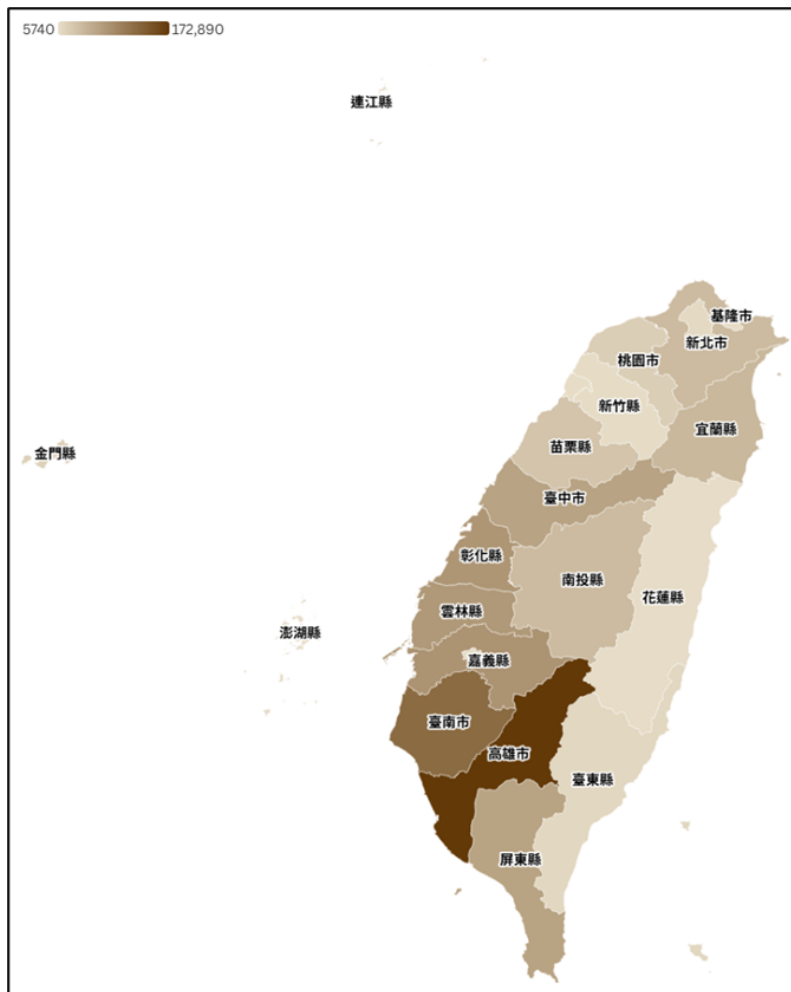 5740 172,890
連江縣
基隆市
新北市
桃園市
新竹縣
宜蘭縣
苗栗縣
金門縣
臺中市
彰化縣
南投縣
花蓮縣
雲林縣
澎湖縣
嘉義縣
臺南市
高雄市
臺東縣
屏東縣